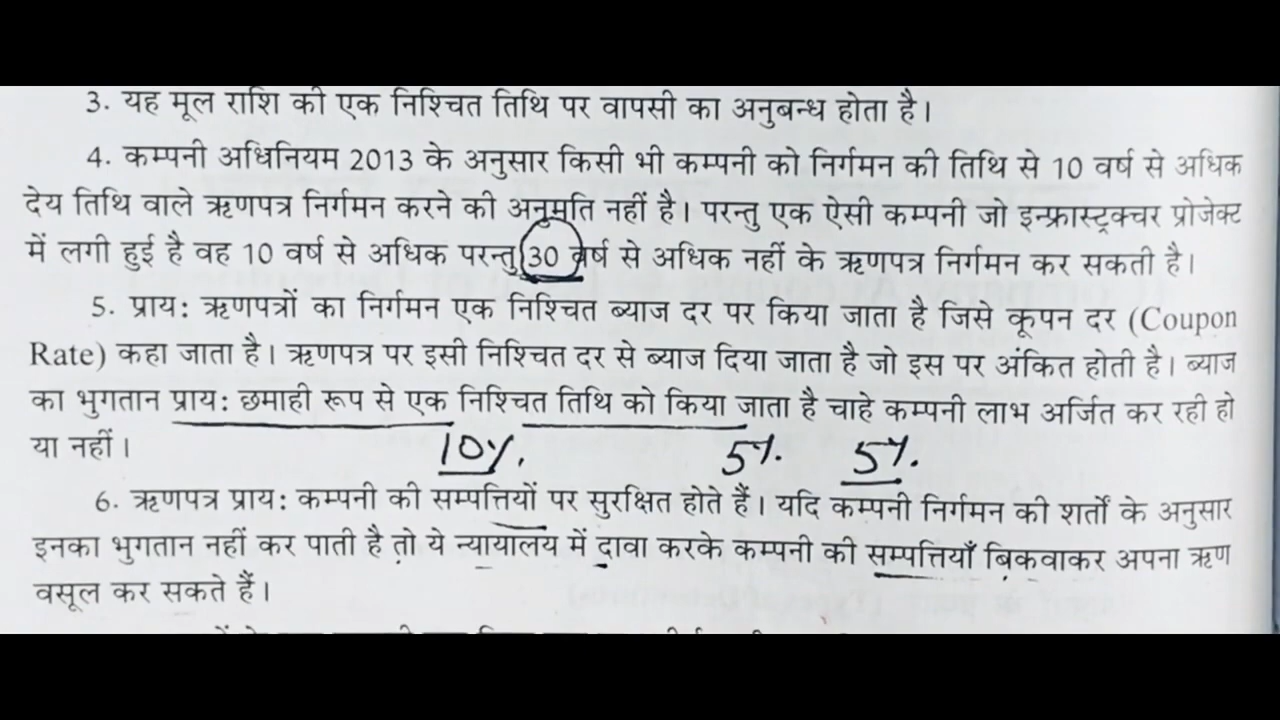 3. यह मूल राशि की एक निश्चित तिथि पर वापसी का अनुबन्ध होता है।
4. कम्पनी अधिनियम 2013 के अनुसार किसी भी कम्पनी को निर्गमन की तिथि से 10 वर्ष से अधिक
देय तिथि वाले ऋणपत्र निर्गमन करने की अनुमति नहीं है। परन्तु एक ऐसी कम्पनी जो इन्फ्रास्ट्रक्चर प्रोजेक्ट
में लगी हुई है वह 10 वर्ष से अधिक परन्तु 30 वर्ष से अधिक नहीं के ऋणपत्र निर्गमन कर सकती है।
5. प्राय: ऋणपत्रों का निर्गमन एक निश्चित ब्याज दर पर किया जाता है जिसे कूपन दर (Coupon
Rate) कहा जाता है। ऋणपत्र पर इसी निश्चित दर से ब्याज दिया जाता है जो इस पर अंकित होती है। ब्याज
का भुगतान प्राय: छमाही रूप से एक निश्चित तिथि को किया जाता है चाहे कम्पनी लाभ अर्जित कर रही हो
या नहीं।
10%. 5%. 5%.
6. ऋणपत्र प्राय: कम्पनी की सम्पत्तियों पर सुरक्षित होते हैं। यदि कम्पनी निर्गमन की शर्तों के अनुसार
इनका भुगतान नहीं कर पाती है तो ये न्यायालय में दावा करके कम्पनी की सम्पत्तियाँ बिकवाकर अपना ऋण
वसूल कर सकते हैं।